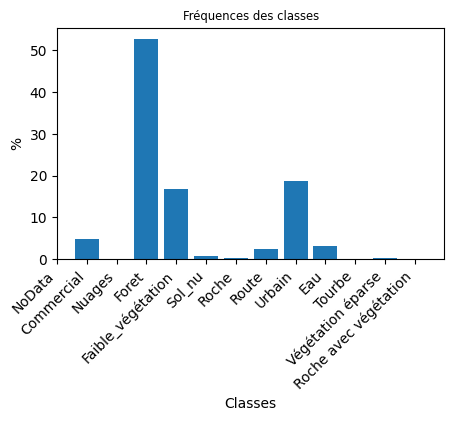 Fréquences des classes
%
50
40
30
20
10
0
NoData
Commercial
Nuages
Foret
Faible_végétation
Sol_nu
Roche
Route
Urbain
Eau
Tourbe
Végétation éparse
Roche avec végétation
Classes